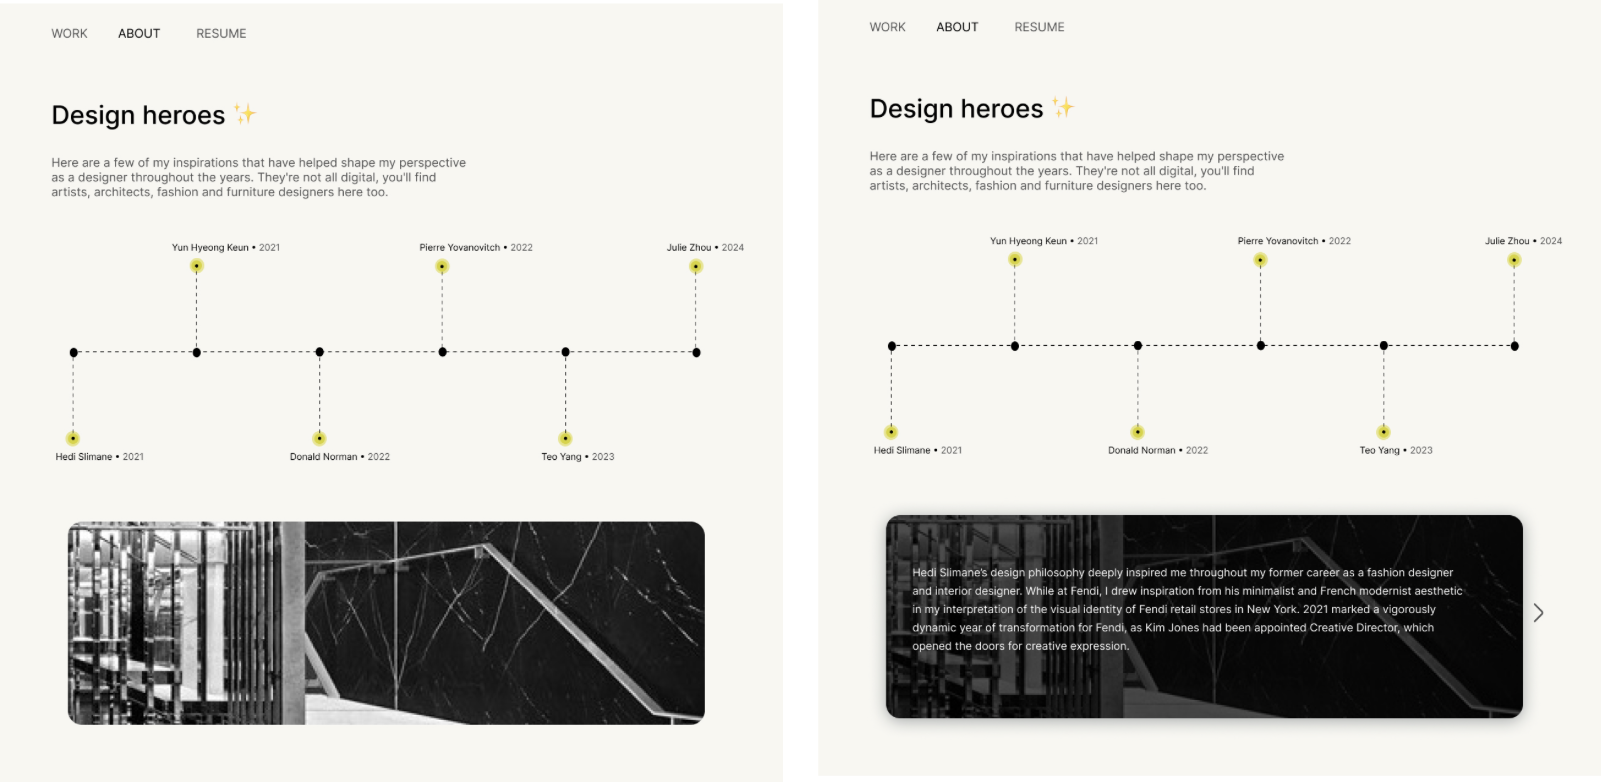 WORK ABOUT RESUME
Design heroes ✨
Here are a few of my inspirations that have helped shape my perspective
as a designer throughout the years. They're not all digital, you'll find
artists, architects, fashion and furniture designers here too.
Yun Hyeong Keun • 2021 Pierre Yovanovitch • 2022 Julie Zhou • 2024
Hedi Slimane • 2021 Donald Norman • 2022 Teo Yang • 2023
WORK ABOUT RESUME
Design heroes ✨
Here are a few of my inspirations that have helped shape my perspective
as a designer throughout the years. They're not all digital, you'll find
artists, architects, fashion and furniture designers here too.
Yun Hyeong Keun • 2021 Pierre Yovanovitch • 2022 Julie Zhou • 2024
Hedi Slimane • 2021 Donald Norman • 2022 Teo Yang • 2023
Hedi Slimane's design philosophy deeply inspired me throughout my former career as a fashion designer
and interior designer. While at Fendi, I drew inspiration from his minimalist and French modernist aesthetic
in my interpretation of the visual identity of Fendi retail stores in New York. 2021 marked a vigorously
dynamic year of transformation for Fendi, as Kim Jones had been appointed Creative Director, which
opened the doors for creative expression.